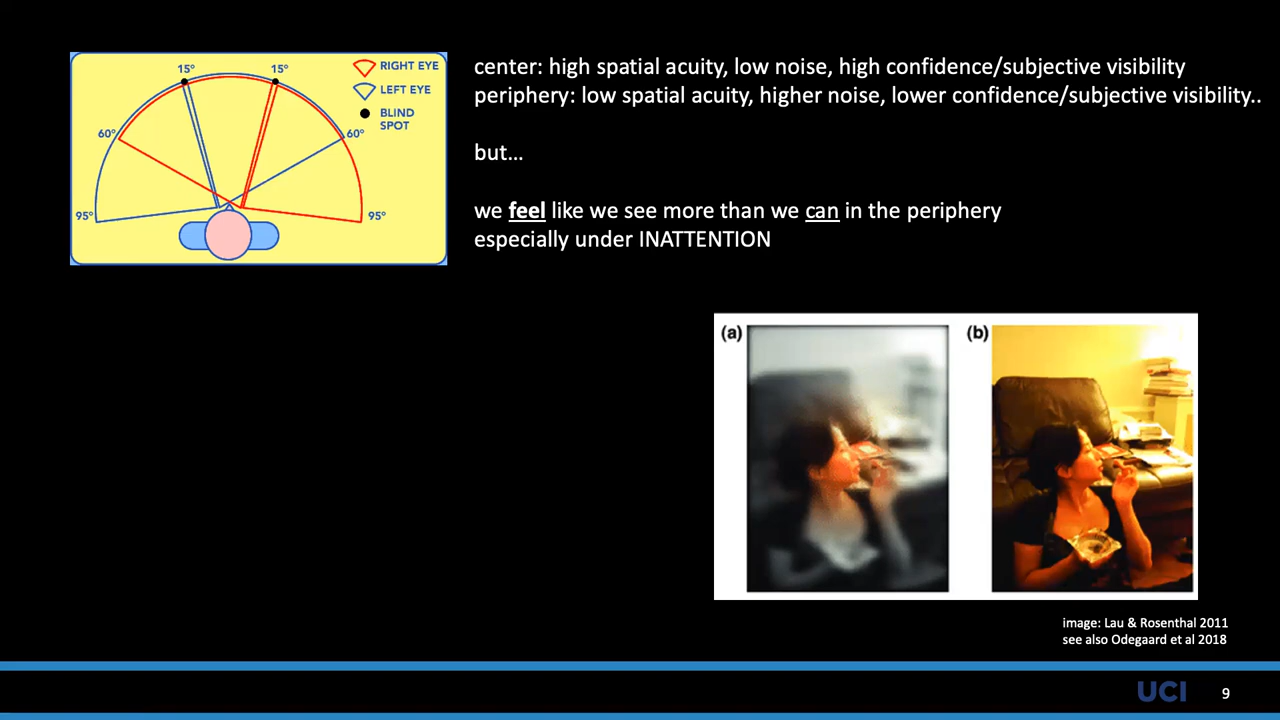 15°
15°
60°
60°
95°
95°
RIGHT EYE
LEFT EYE
BLIND
SPOT
center: high spatial acuity, low noise, high confidence/subjective visibility
periphery: low spatial acuity, higher noise, lower confidence/subjective visibility..
but...
we feel like we see more than we can in the periphery
especially under INATTENTION
(a)
(b)
image: Lau & Rosenthal 2011
see also Odegaard et al 2018
UCI
9